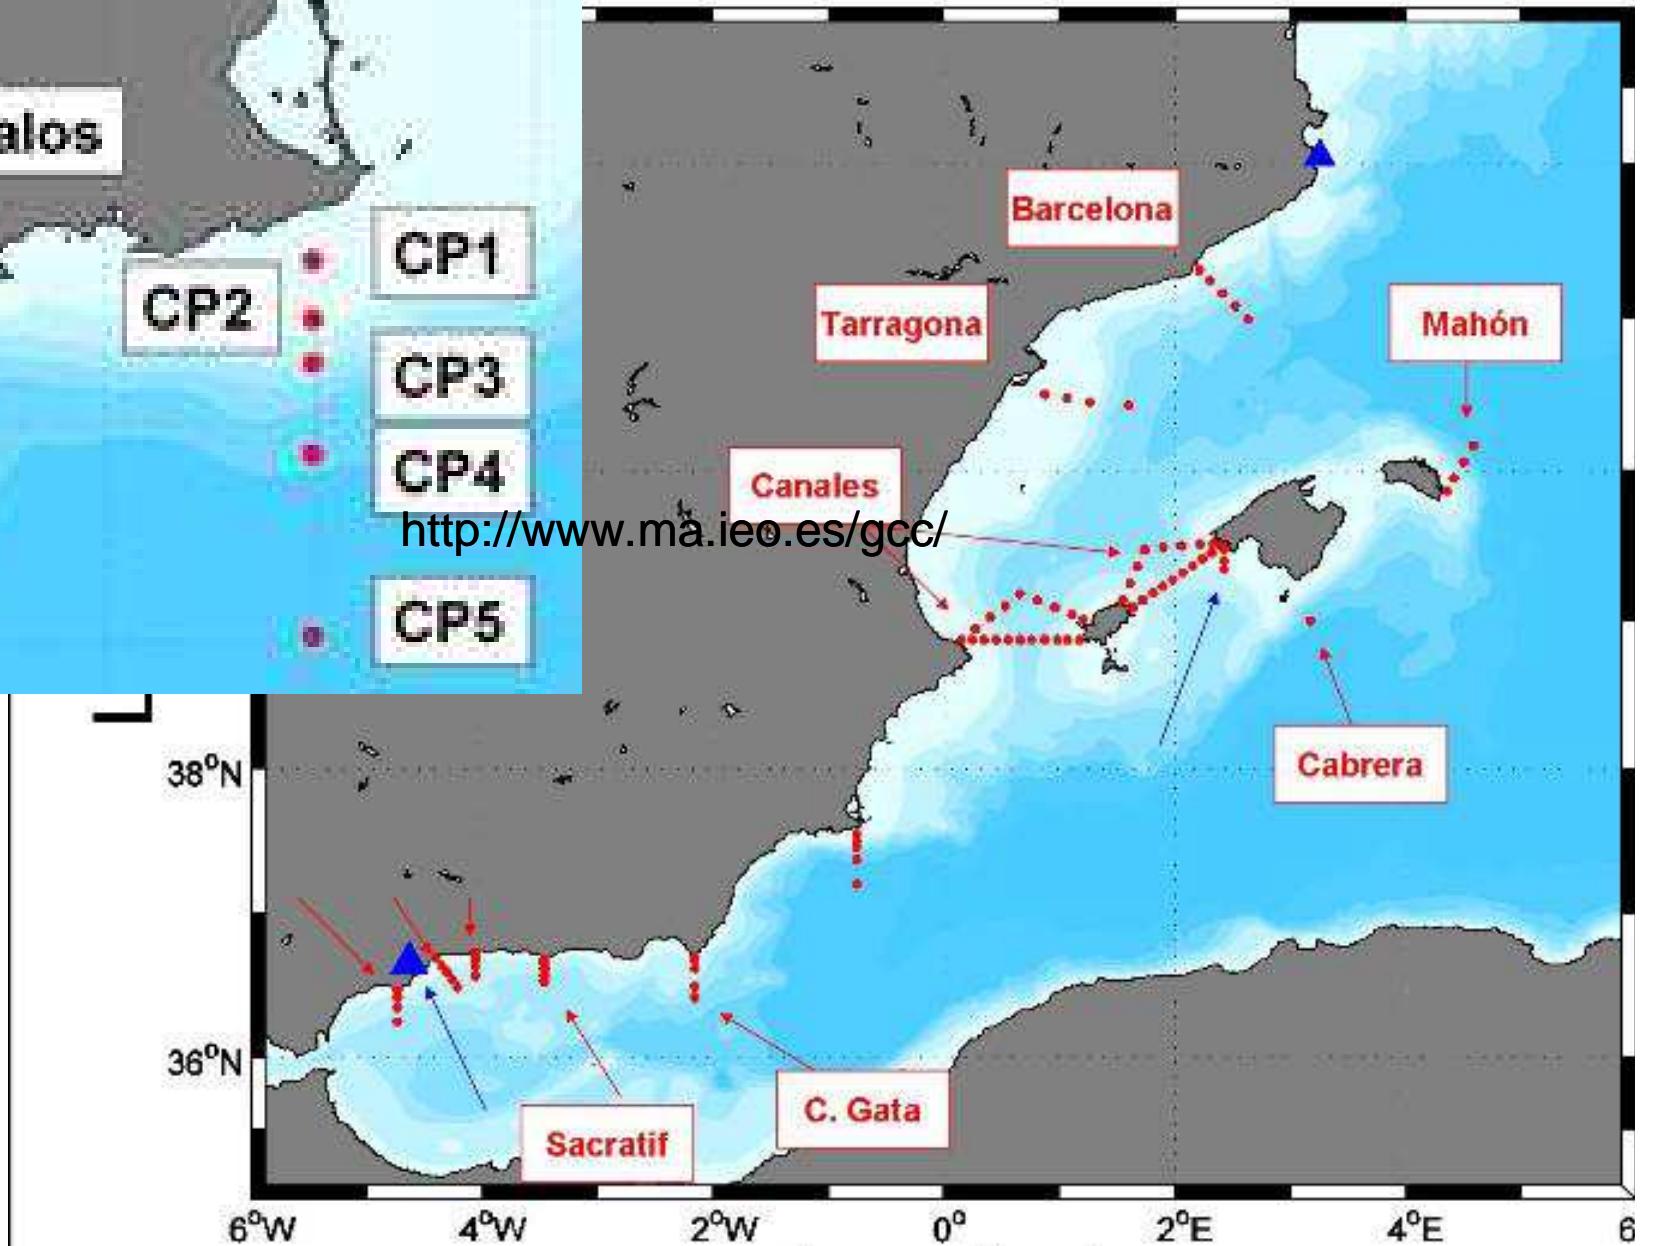 alos
CP1
CP2
CP3
CP4
CP5
Barcelona
Tarragona
Mahón
Canales
http://www.ma.ieo.es/gcc/
Cabrera
38°N
36°N
C. Gata
Sacratif
6°W 4°W 2°W 0° 2°E 4°E 6